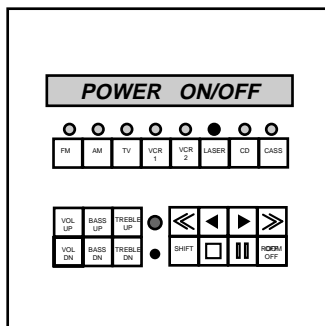 POWER ON/OFF
FM AM TV VCR 1 VCR 2 LASER CD CASS
VOL UP BASS UP TREBLE UP
VOL DN BASS DN TREBLE DN SHIFT OFF